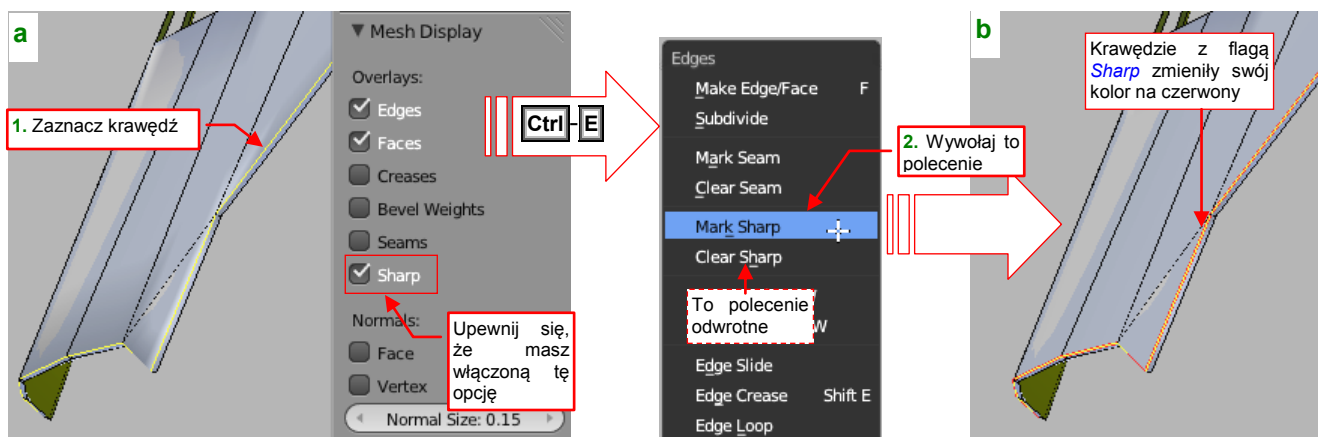 a
1. Zaznacz krawędź
Mesh Display
Overlays:
Edges
Faces
Creases
Bevel Weights
Seams
Sharp
Normals:
Face
Vertex
Normal Size: 0.15
Upewnij się,
że masz
włączoną tę
opcję
Ctrl - E
Edges
Make Edge/Face F
Subdivide
Mark Seam
Clear Seam
Mark Sharp
Clear Sharp
W
Edge Slide
Edge Crease Shift E
Edge Loop
2. Wywołaj to
polecenie
To polecenie
odwrotne
b
Krawędzie z flagą
Sharp zmieniły swój
kolor na czerwony